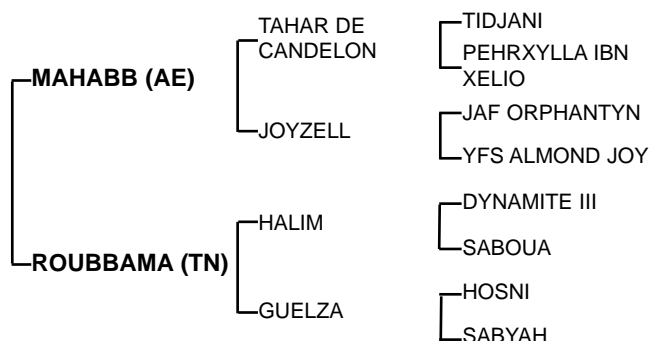 TAHAR DE
CANDELON
TIDJANI
PEHRXYLLA IBN
XELIO
MAHABB (AE)
JOYZELL
JAF ORPHANTYN
YFS ALMOND JOY
HALIM
DYNAMITE III
SABOUA
ROUBBAMA (TN)
GUELZA
HOSNI
SABYAH